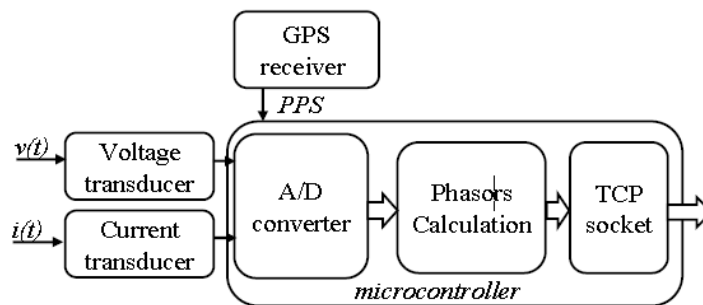 GPS
receiver
PPS
v(t)
Voltage
transducer
i(t)
Current
transducer
A/D
converter
Phasors
Calculation
TCP
socket
microcontroller